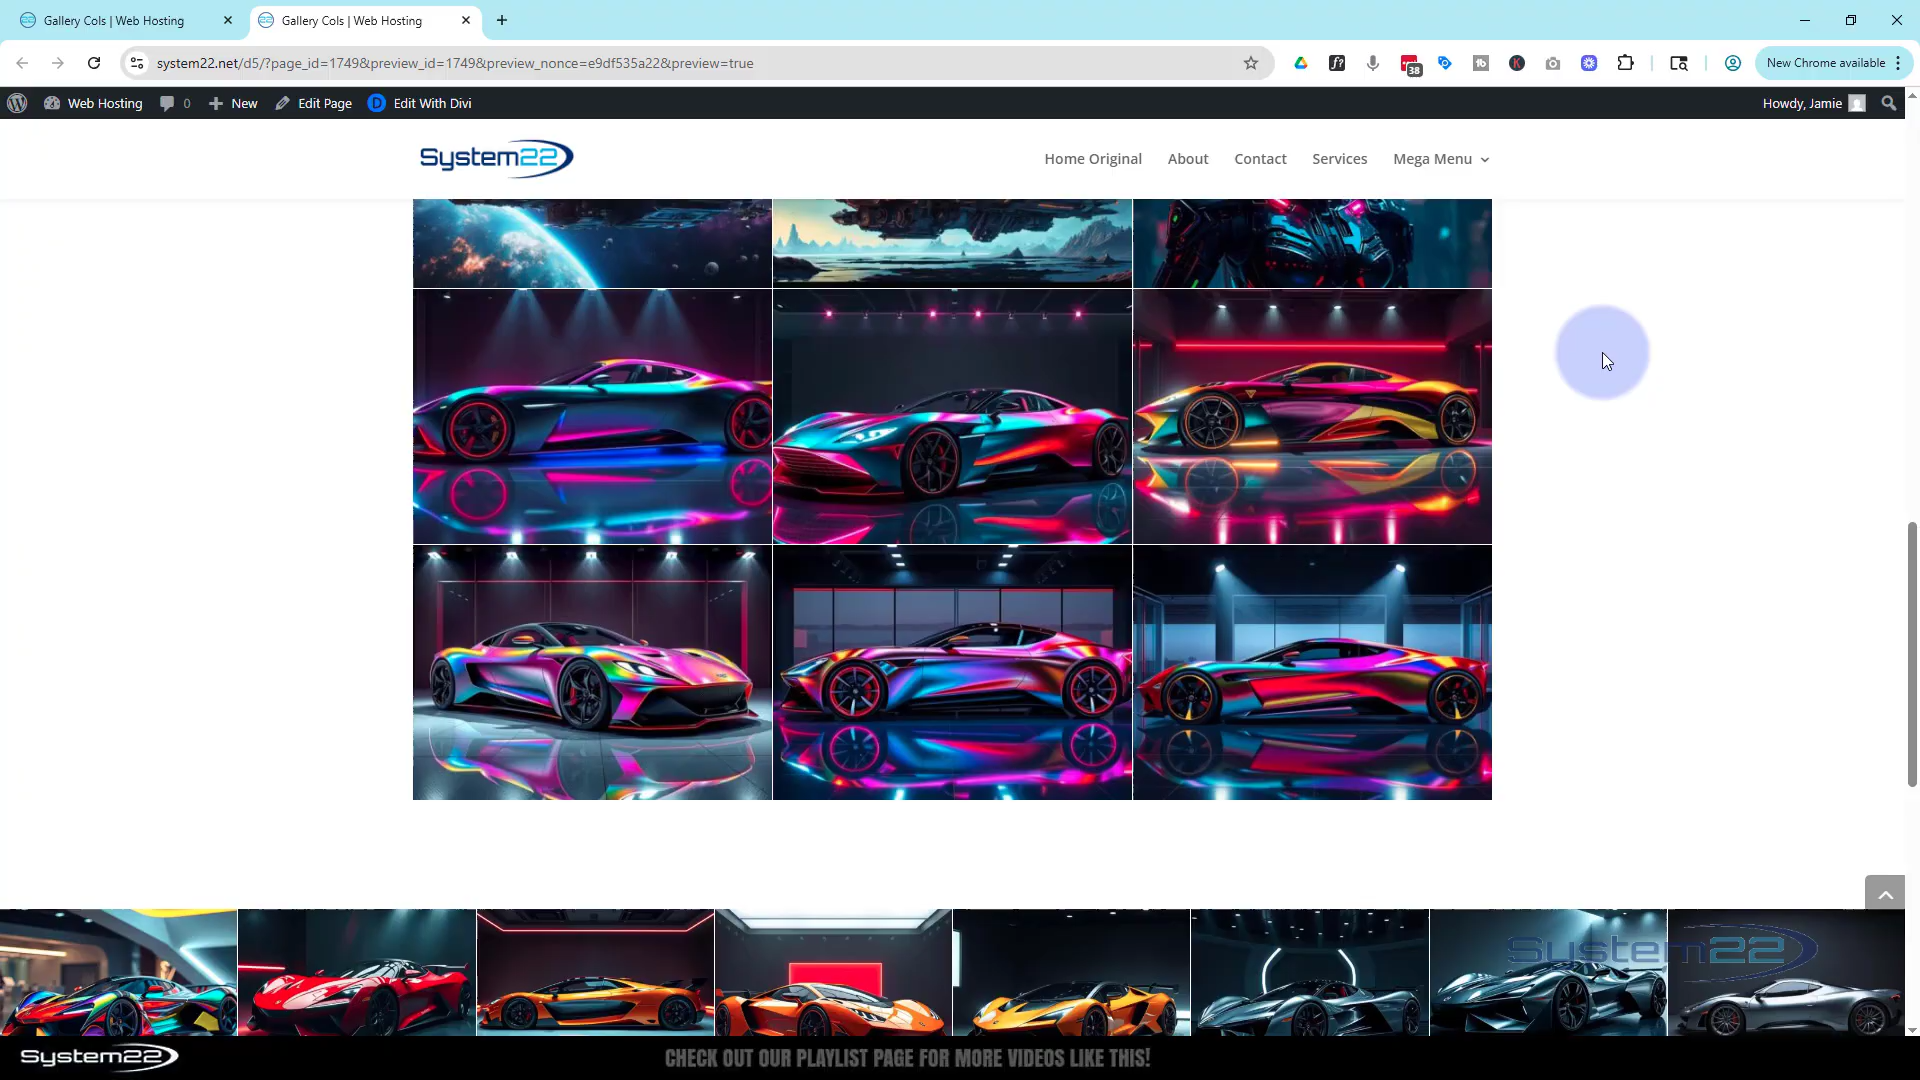 Gallery Cols | Web Hosting
Gallery Cols | Web Hosting
system22.net/d5/?page_id=1749&preview_id=1749&preview_nonce=e9df535a22&preview=true
38
New Chrome available
Web Hosting
0
New
Edit Page
Edit With Divi
Howdy, Jamie
System22
Home Original
About
Contact
Services
Mega Menu
System22
System22
CHECK OUT OUR PLAYLIST PAGE FOR MORE VIDEOS LIKE THIS!